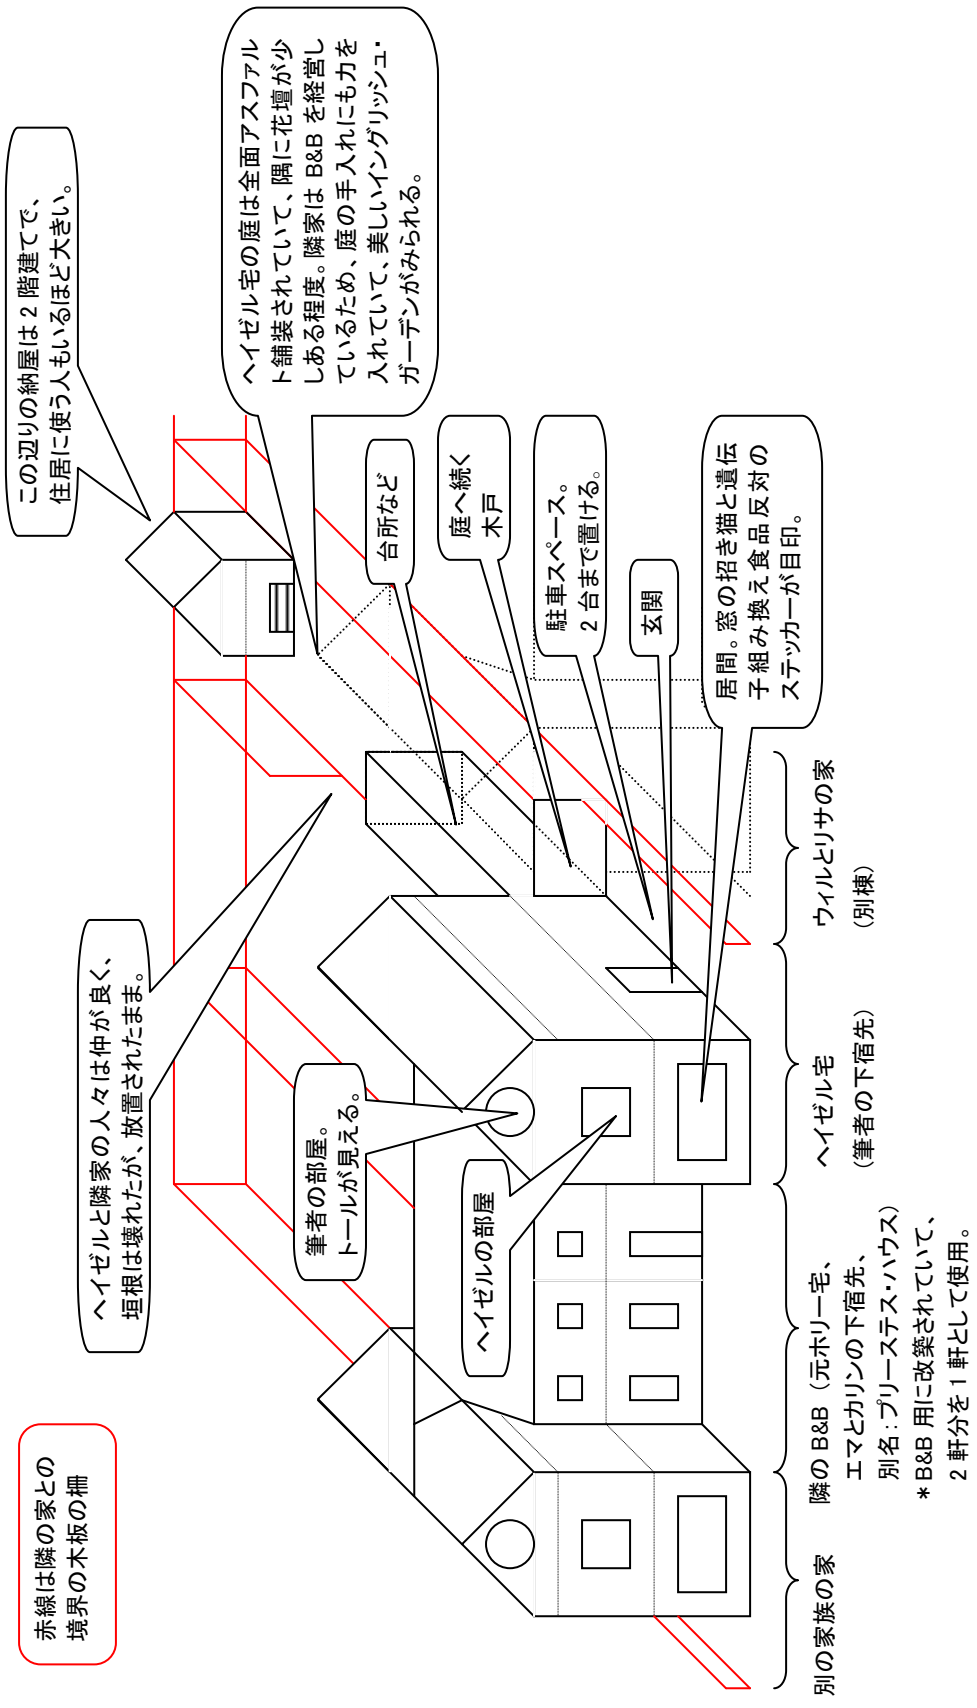 赤線は隣の家との
境界の木板の柵
ヘイゼルと隣家の人々は仲が良く、
垣根は壊れたが、放置されたまま。
この辺りの納屋は 2 階建てで、
住居に使う人もいるほど大きい。
ヘイゼル宅の庭は全面アスファル
ト舗装されていて、隅に花壇が少
しある程度。隣家は B&B を経営し
ているため、庭の手入れにも力を
入れていて、美しいイングリッシュ・
ガーデンがみられる。
筆者の部屋。
トールが見える。
台所など
庭へ続く
木戸
ヘイゼルの部屋
駐車スペース。
2 台まで置ける。
玄関
居間。窓の招き猫と遺伝
子組み換え食品反対の
ステッカーが目印。
別の家族の家
隣の B&B （元ホリー宅、
エマとカリンの下宿先、
別名：プリーステス・ハウス）
＊B&B 用に改築されていて、
2 軒分を 1 軒として使用。
ヘイゼル宅
（筆者の下宿先）
ウィルとリサの家
（別棟）